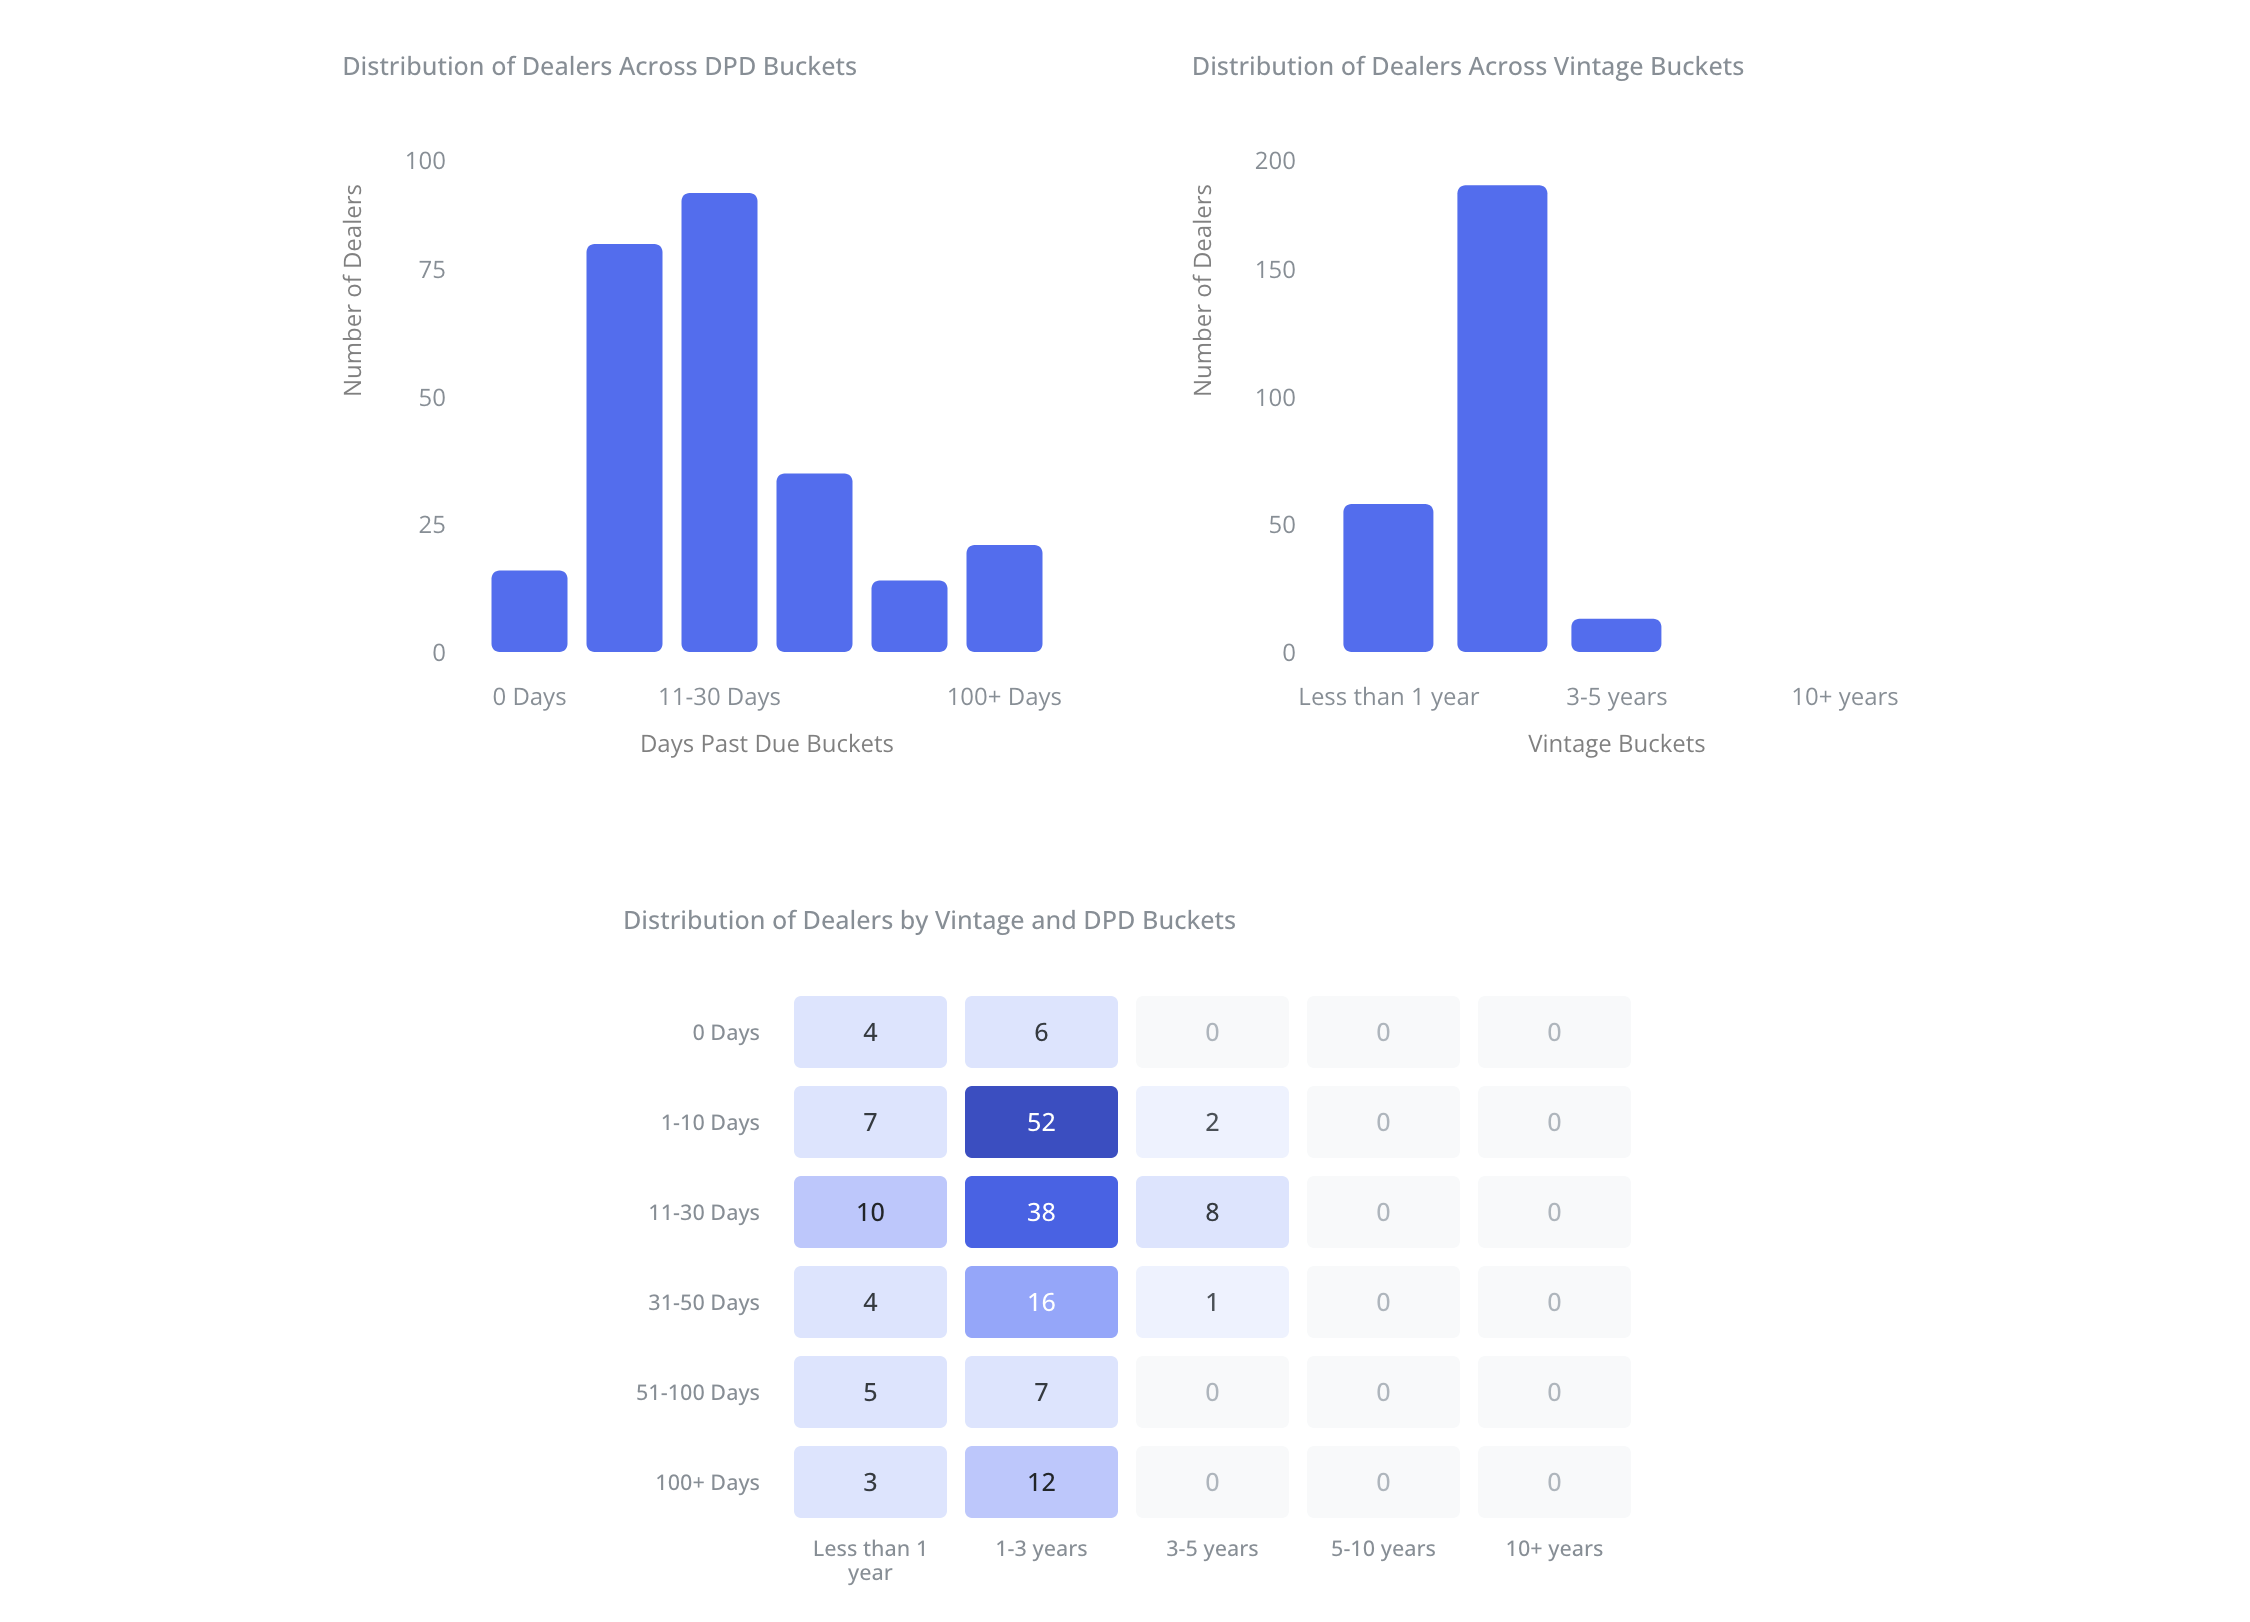 Distribution of Dealers Across DPD Buckets
Number of Dealers
100
75
50
25
0
0 Days
11-30 Days
100+ Days
Days Past Due Buckets
Distribution of Dealers Across Vintage Buckets
Number of Dealers
200
150
100
50
0
Less than 1 year
3-5 years
10+ years
Vintage Buckets
Distribution of Dealers by Vintage and DPD Buckets
0 Days 4 6 0 0 0
1-10 Days 7 52 2 0 0
11-30 Days 10 38 8 0 0
31-50 Days 4 16 1 0 0
51-100 Days 5 7 0 0 0
100+ Days 3 12 0 0 0
Less than 1 1-3 years 3-5 years 5-10 years 10+ years
year